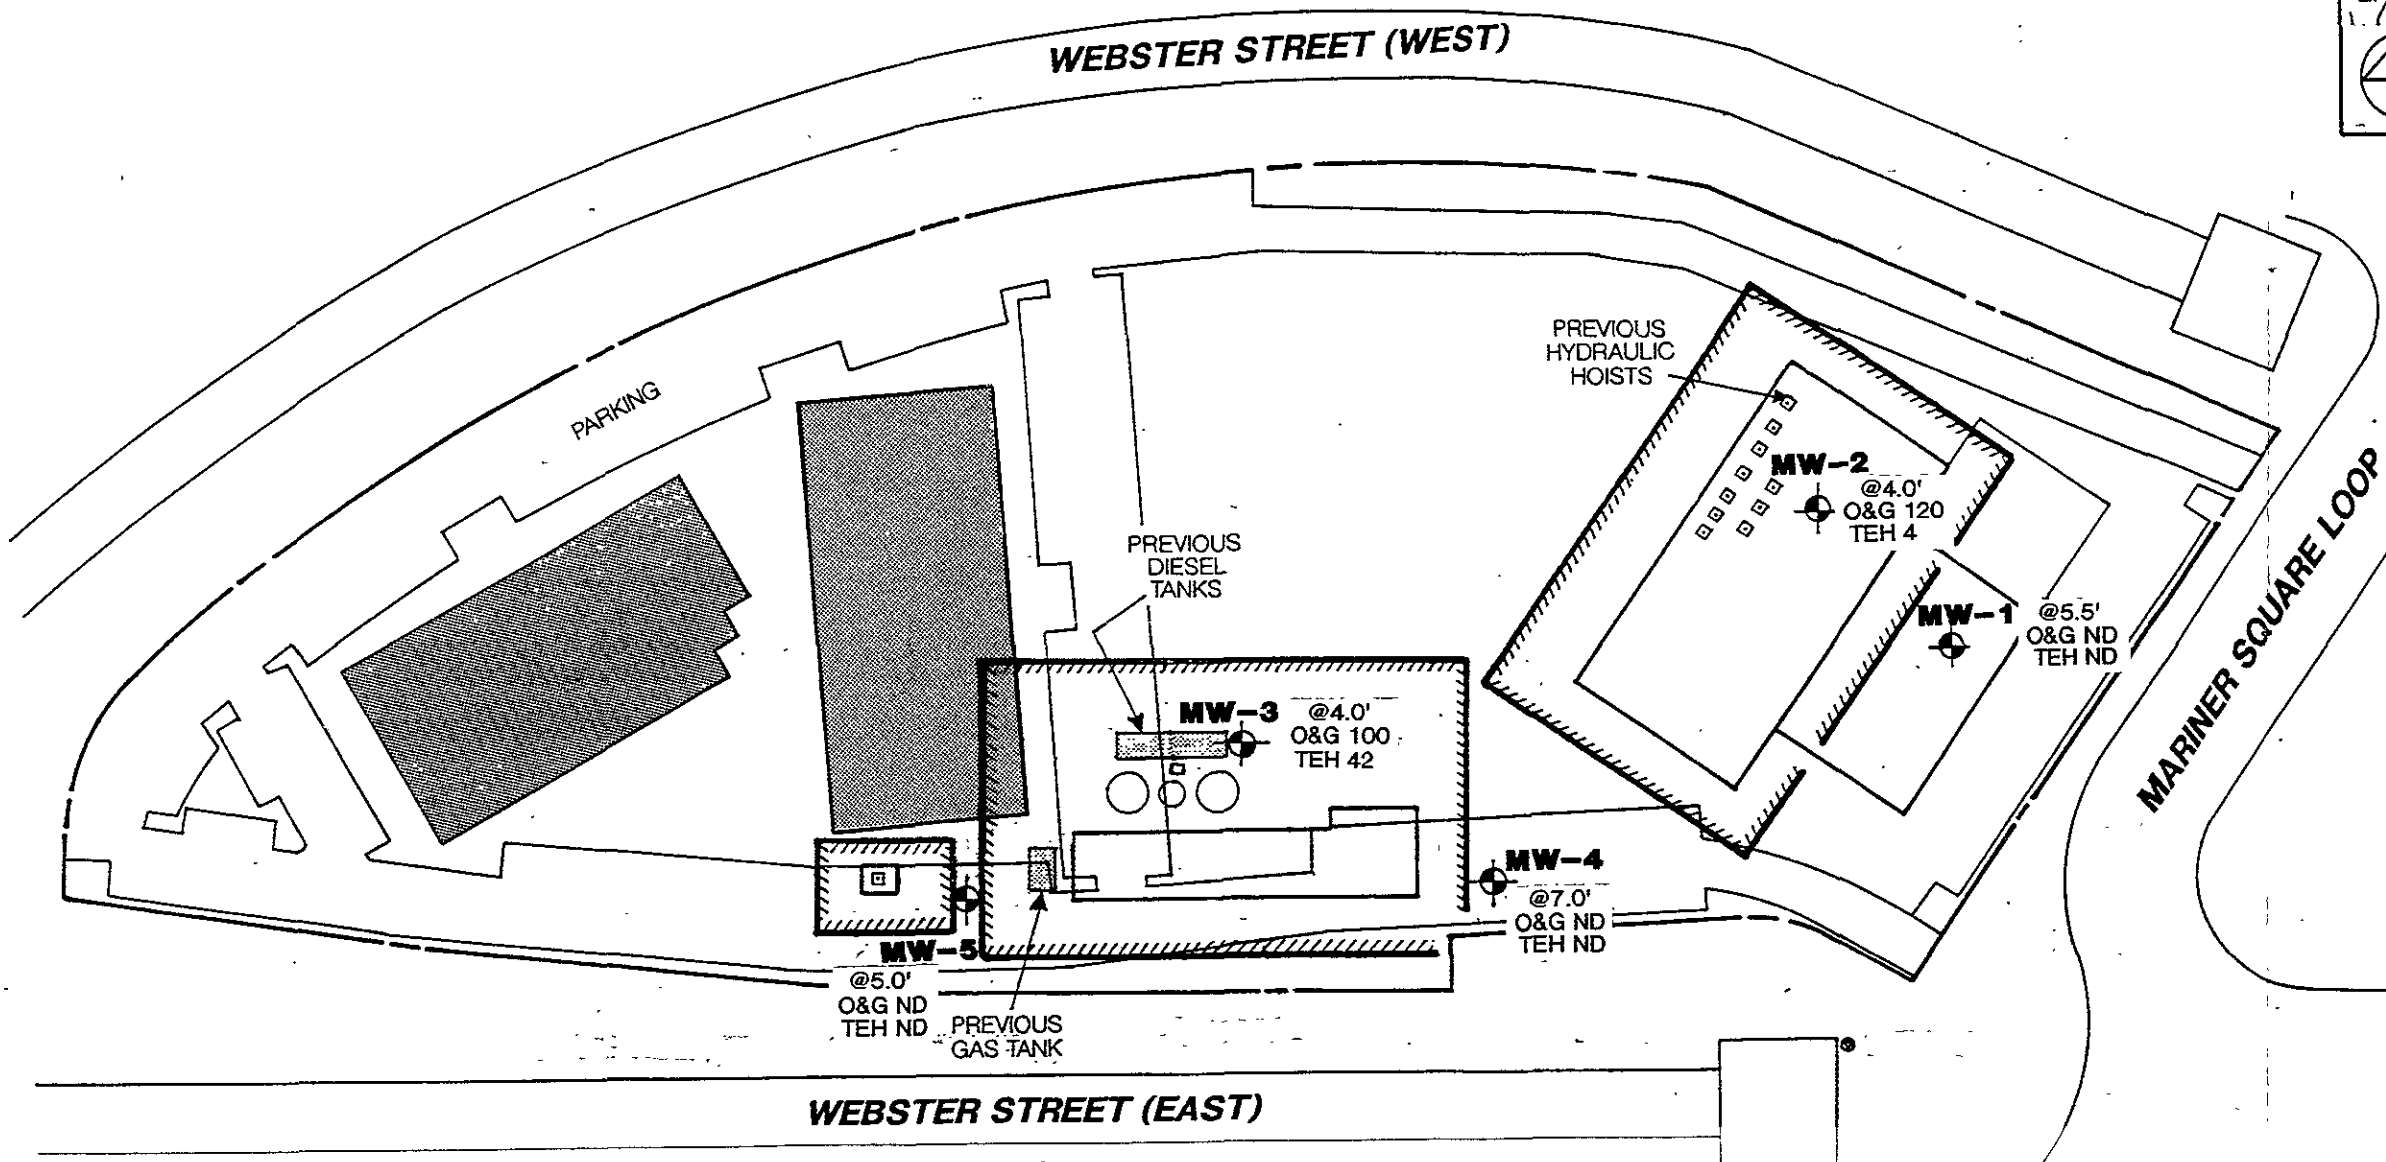 WEBSTER STREET (WEST)
PREVIOUS
HYDRAULIC
HOISTS
PARKING
MW-2
@4.0'
O&G 120
TEH 4
PREVIOUS
DIESEL
TANKS
MW-1
@5.5'
O&G ND
TEH ND
MARINER SQUARE LOOP
MW-3
@4.0'
O&G 100
TEH 42
MW-4
@7.0'
O&G ND
TEH ND
MW-5
@5.0'
O&G ND
TEH ND
PREVIOUS
GAS TANK
WEBSTER STREET (EAST)